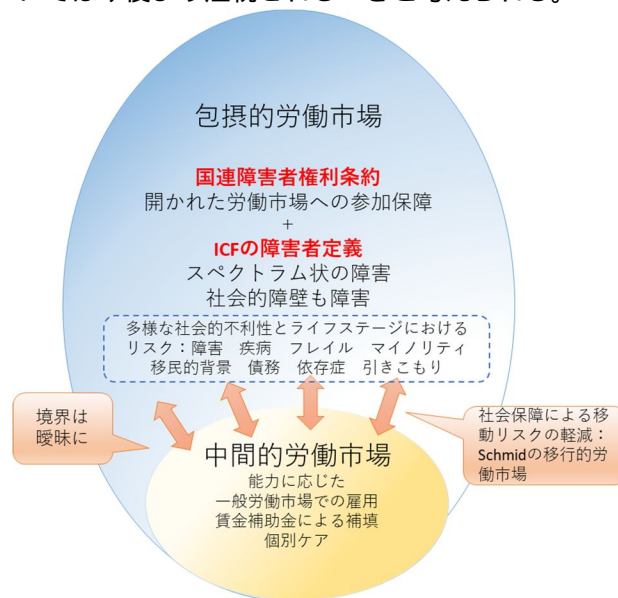 包摂的労働市場
国連障害者権利条約
開かれた労働市場への参加保障
+
ICFの障害者定義
スペクトラム状の障害
社会的障壁も障害
多様な社会的不利性とライフステージにおける
リスク：障害　疾病　フレイル　マイノリティ
移民的背景　債務　依存症　引きこもり
境界は
曖昧に
社会保障による移
動リスクの軽減：
Schmidの移行的労
働市場
中間的労働市場
能力に応じた
一般労働市場での雇用
賃金補助金による補填
個別ケア